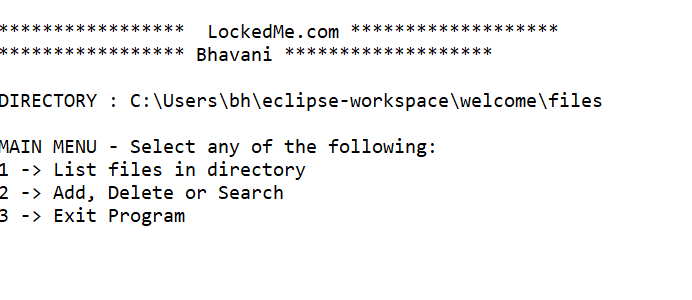 ***************** LockedMe.com *******************
***************** Bhavani *******************
DIRECTORY : C:\Users\bh\eclipse-workspace\welcome\files
MAIN MENU - Select any of the following:
1 -> List files in directory
2 -> Add, Delete or Search
3 -> Exit Program